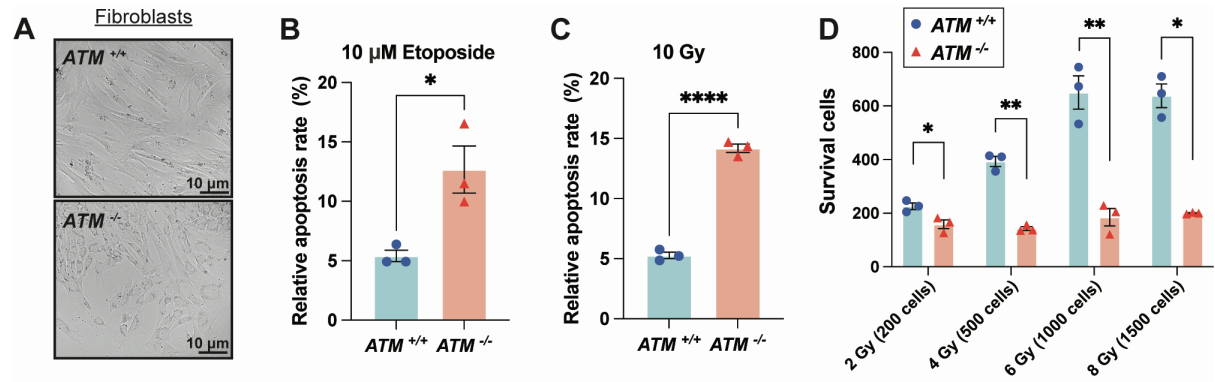 A
Fibroblasts
ATM +/+
10 µm
ATM -/-
10 µm
B
10 µM Etoposide
Relative apoptosis rate (%)
20
15
10
5
0
*
ATM +/+
ATM -/-
C
10 Gy
Relative apoptosis rate (%)
20
15
10
5
0
****
ATM +/+
ATM -/-
D
ATM +/+
ATM -/-
Survival cells
800
600
400
200
0
*
**
**
*
2 Gy (200 cells)
4 Gy (500 cells)
6 Gy (1000 cells)
8 Gy (1500 cells)